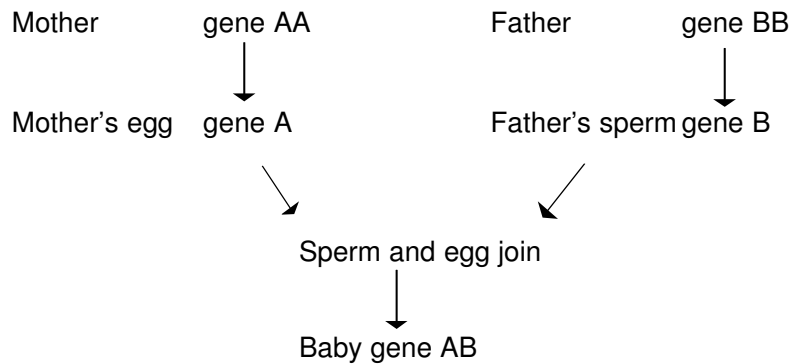 Mother gene AA Father gene BB
Mother's egg gene A Father's sperm gene B
Sperm and egg join
Baby gene AB